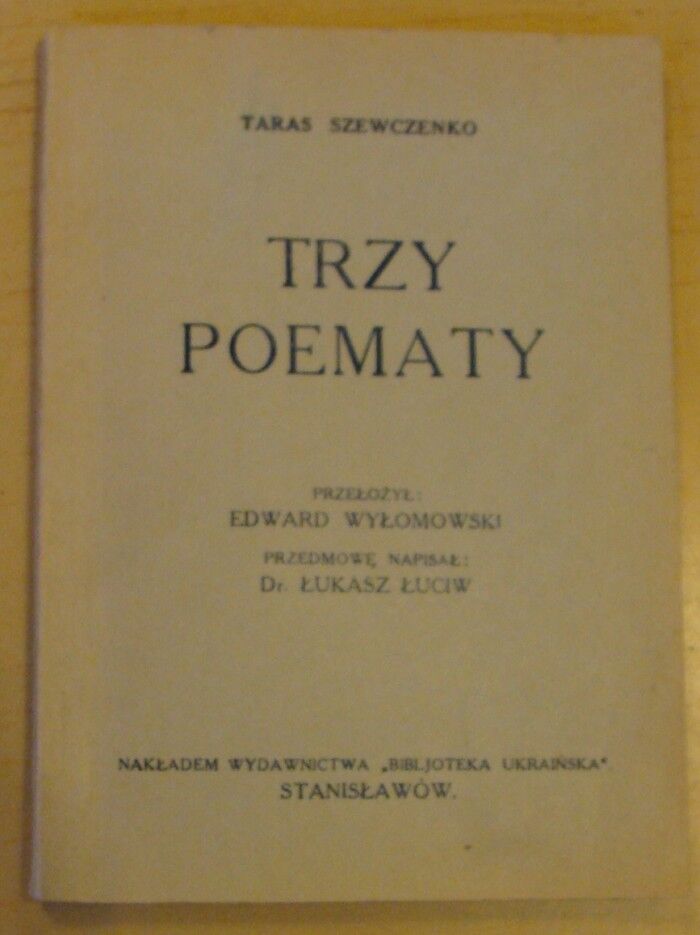 TARAS SZEWCZENKO
TRZY
POEMATY
PRZEŁOŻYŁ:
EDWARD WYŁOMOWSKI
PRZEDMOWĘ NAPISAŁ:
Dr. ŁUKASZ ŁUCIW
NAKŁADEM WYDAWNICTWA „BIBLJOTEKA UKRAIŃSKA“.
STANISŁAWÓW.